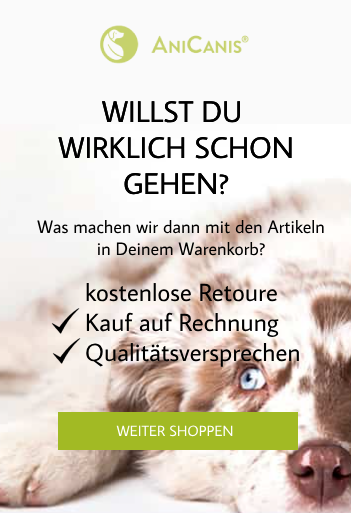 ANICANIS®
WILLST DU
WIRKLICH SCHON
GEHEN?
Was machen wir dann mit den Artikeln
in Deinem Warenkorb?
kostenlose Retoure
✓ Kauf auf Rechnung
✓ Qualitätsversprechen
WEITER SHOPPEN